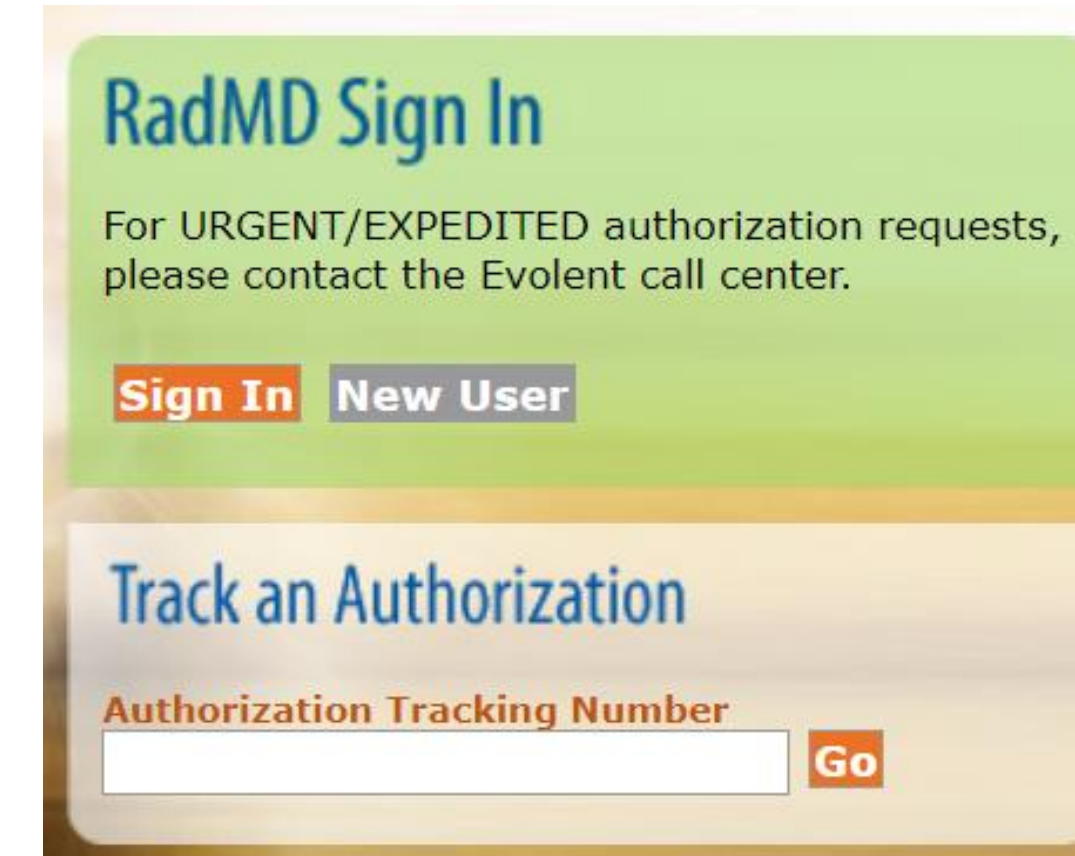 RadMD Sign In
For URGENT/EXPEDITED authorization requests,
please contact the Evolent call center.
Sign In New User
Track an Authorization
Authorization Tracking Number
Go